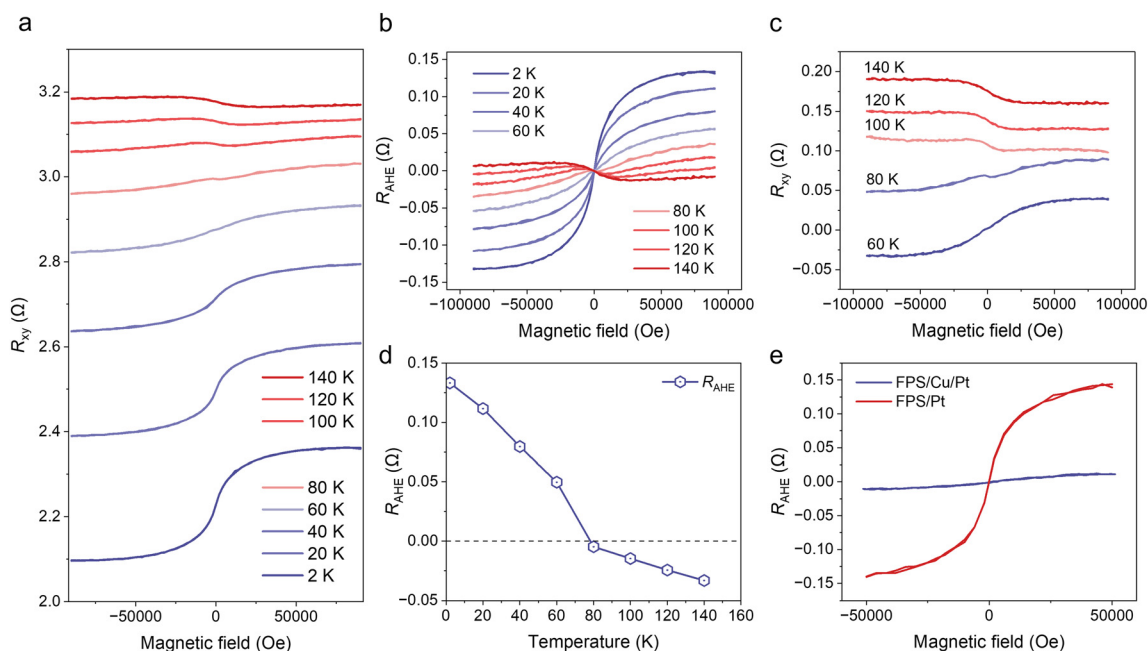 a
3.2
3.0
2.8
2.6
2.4
2.2
2.0
Rxy (Ω)
140 K
120 K
100 K
80 K
60 K
40 K
20 K
2 K
−50000 0 50000
Magnetic field (Oe)
b
0.15
0.10
0.05
0.00
−0.05
−0.10
−0.15
RAHE (Ω)
2 K
20 K
40 K
60 K
80 K
100 K
120 K
140 K
−100000 −50000 0 50000 100000
Magnetic field (Oe)
c
0.20
0.15
0.10
0.05
0.00
−0.05
Rxy (Ω)
140 K
120 K
100 K
80 K
60 K
−100000 −50000 0 50000 100000
Magnetic field (Oe)
d
0.15
0.10
0.05
0.00
−0.05
RAHE (Ω)
RAHE
0 20 40 60 80 100 120 140 160
Temperature (K)
e
0.15
0.10
0.05
0.00
−0.05
−0.10
−0.15
RAHE (Ω)
FPS/Cu/Pt
FPS/Pt
−50000 0 50000
Magnetic field (Oe)